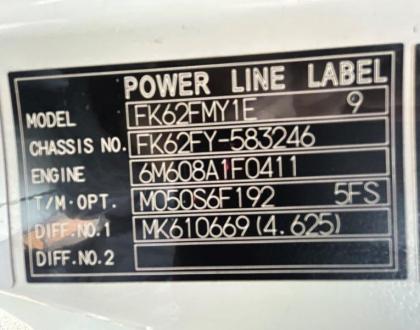 POWER LINE LABEL
MODEL FK62FMY1E 9
CHASSIS NO. FK62FY-583246
ENGINE 6M608A1F0411
T/M.OPT. M050S6F192 5FS
DIFF.NO.1 MK610669(4.625)
DIFF.NO.2